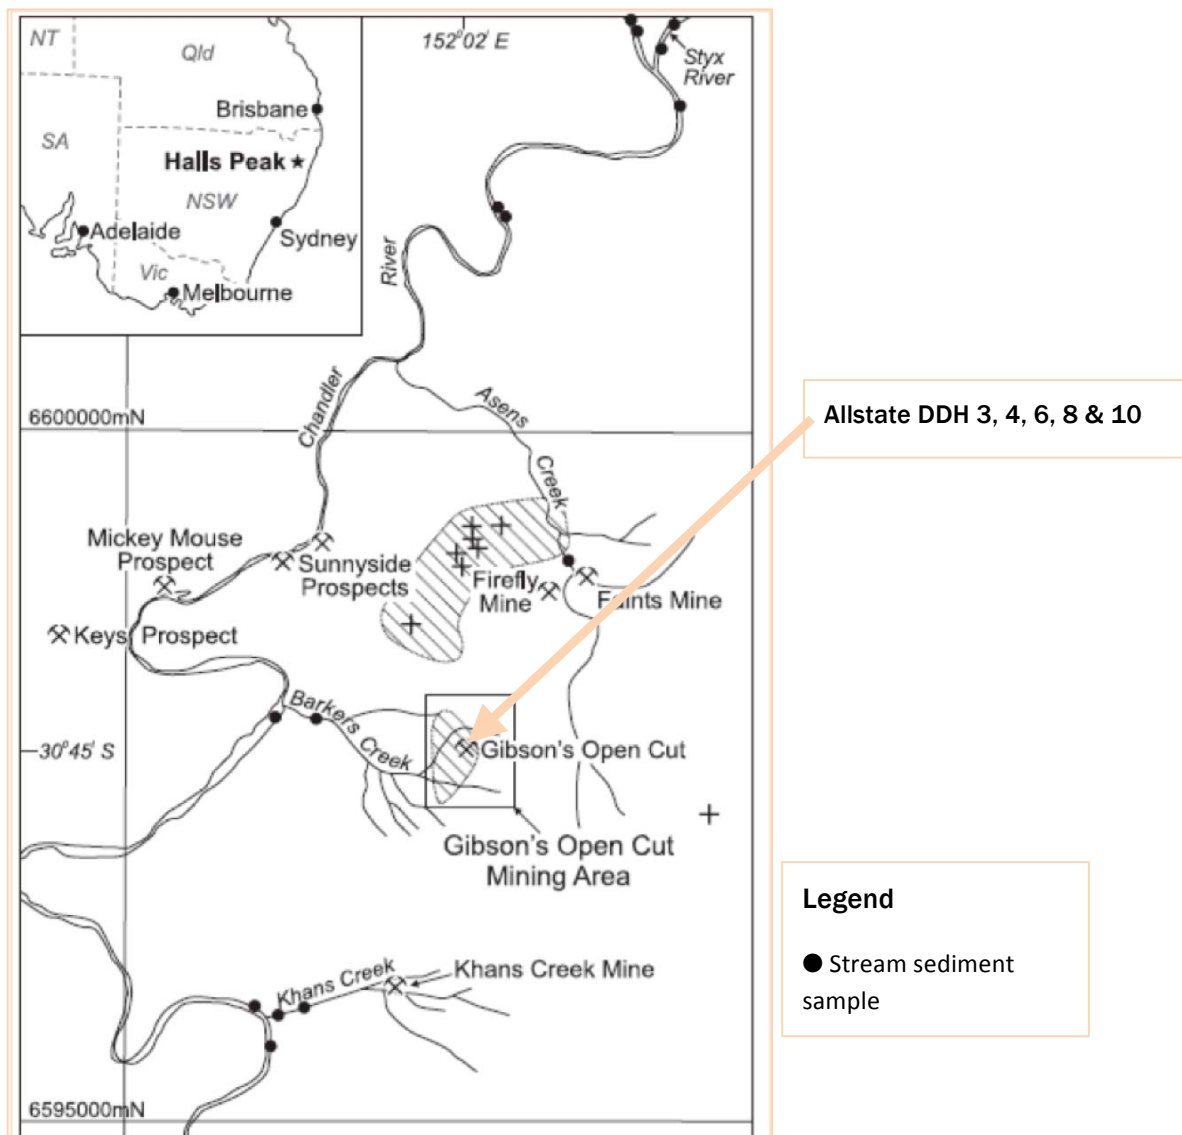 NT
Qld
152°02' E
Styx
River
Brisbane
SA
Halls Peak
NSW
Adelaide
Sydney
River
Vic
Melbourne
Chandler
Asens
Creek
Allstate DDH 3, 4, 6, 8 & 10
6600000mN
Mickey Mouse
Prospect
Sunnyside
Prospects
Firefly
Mine
Faints Mine
Keys Prospect
Barkers
Creek
30°45' S
Gibson's Open Cut
Gibson's Open Cut
Mining Area
Legend
Stream sediment
sample
Khans Creek
Khans Creek Mine
6595000mN